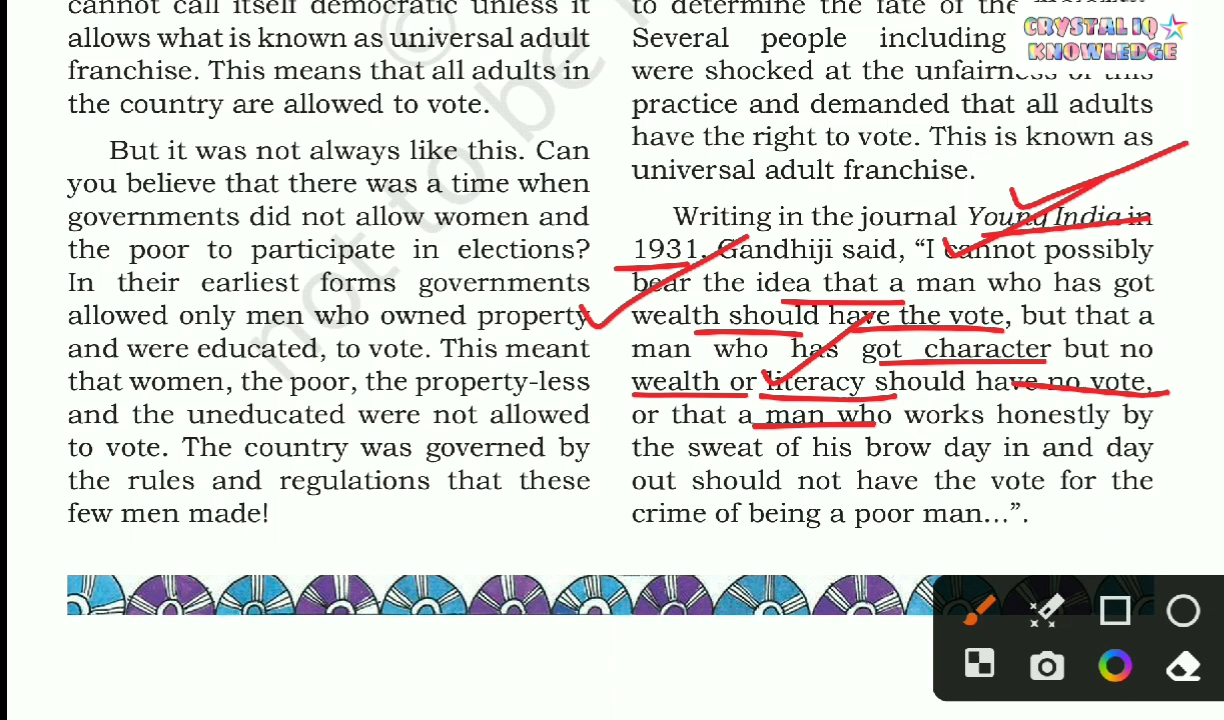 cannot call itself democratic unless it
allows what is known as universal adult
franchise. This means that all adults in
the country are allowed to vote.
But it was not always like this. Can
you believe that there was a time when
governments did not allow women and
the poor to participate in elections?
In their earliest forms governments
allowed only men who owned property
and were educated, to vote. This meant
that women, the poor, the property-less
and the uneducated were not allowed
to vote. The country was governed by
the rules and regulations that these
few men made!
to determine the fate of the
Several people including
were shocked at the unfairness of this
practice and demanded that all adults
have the right to vote. This is known as
universal adult franchise.
Writing in the journal Young India in
1931, Gandhiji said, “I cannot possibly
bear the idea that a man who has got
wealth should have the vote, but that a
man who has got character but no
wealth or literacy should have no vote,
or that a man who works honestly by
the sweat of his brow day in and day
out should not have the vote for the
crime of being a poor man...”.
CRYSTAL IQ
KNOWLEDGE
not to be
©